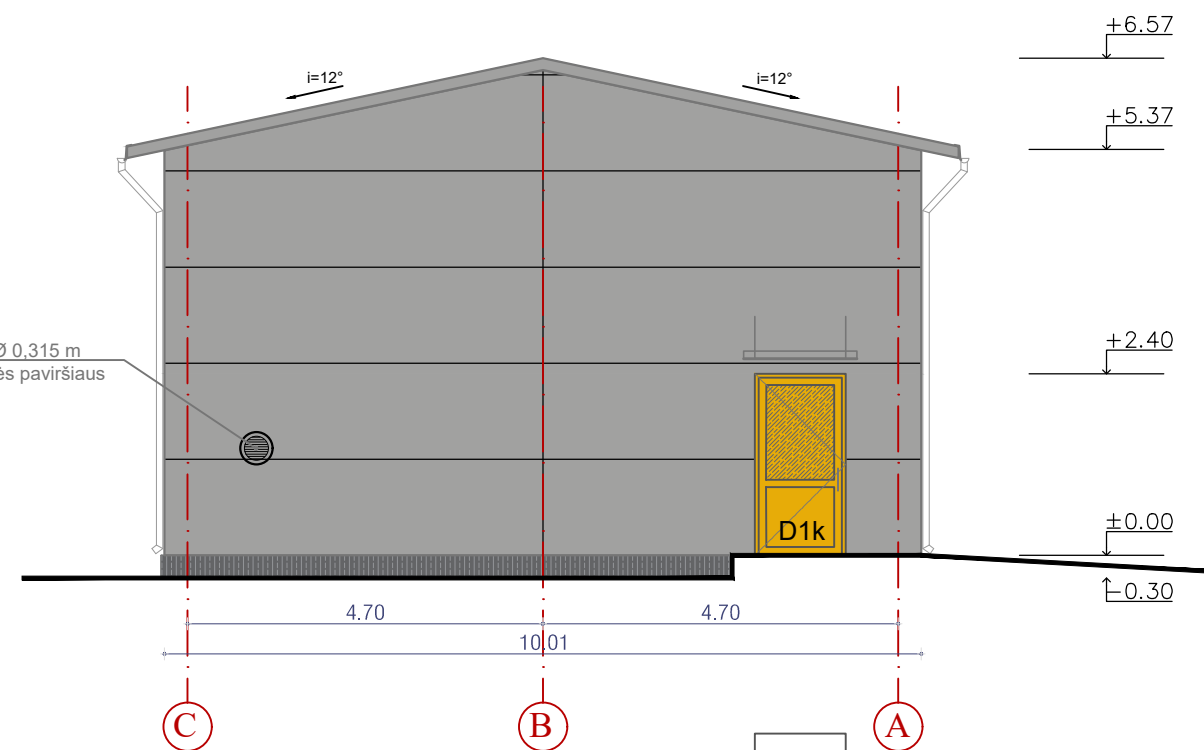 +6.57
i=12°
i=12°
+5.37
+2.40
Ø 0,315 m
paviršiaus
D1k
±0.00
-0.30
4.70
4.70
10.01
C
B
A